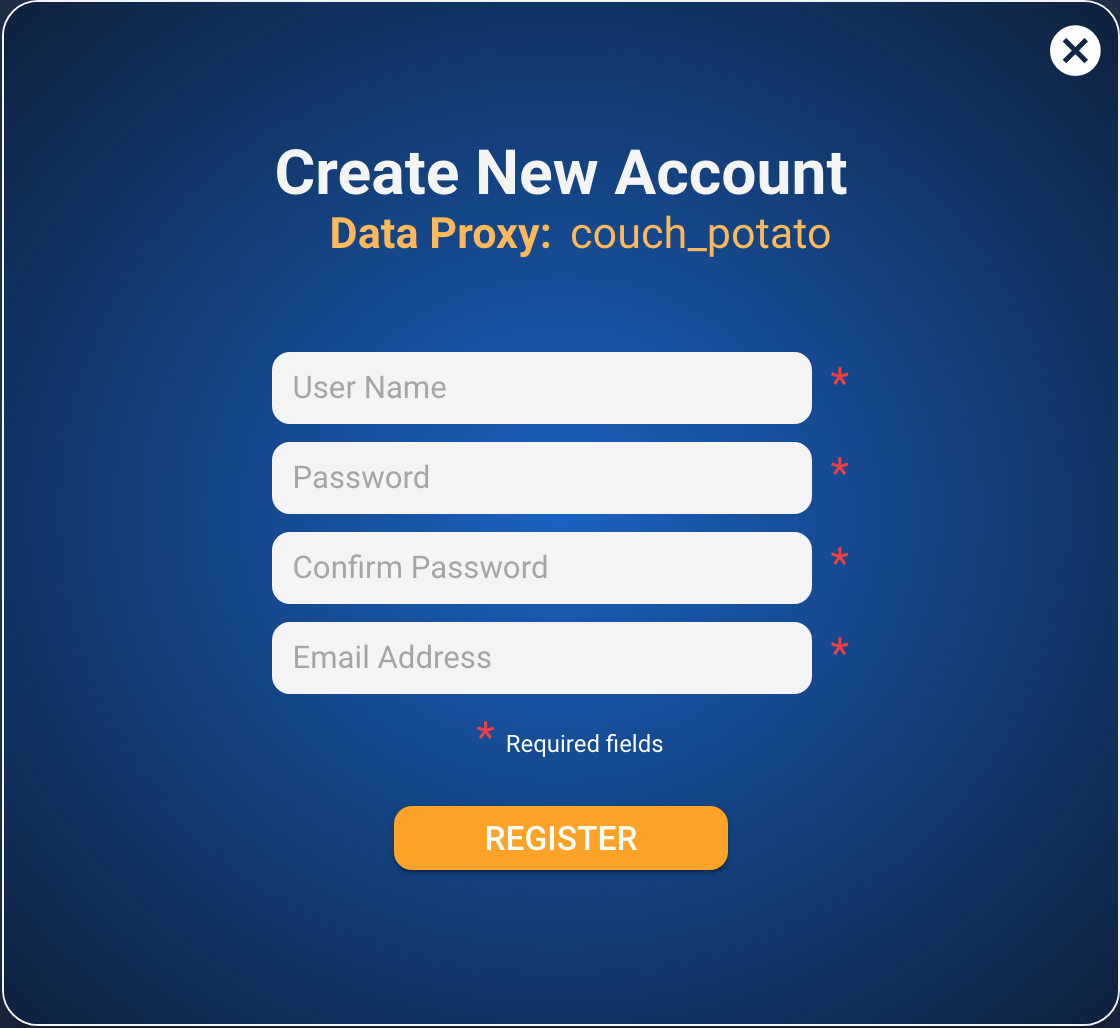 Create New Account
Data Proxy: couch_potato
User Name *
Password *
Confirm Password *
Email Address *
* Required fields
REGISTER